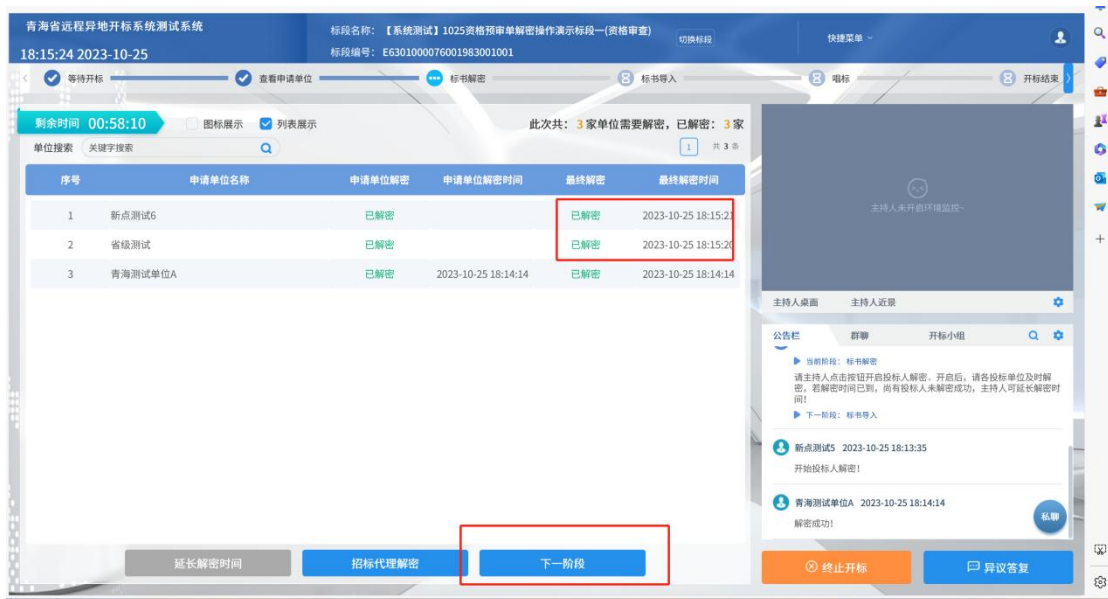 青海省远程异地开标系统测试系统
18:15:24 2023-10-25
标段名称：【系统测试】1025资格预审单解密操作演示标段一(资格审查)
标段编号：E6301000076001983001001
切换标段
快捷菜单
等待开标
查看申请单位
标书解密
标书导入
唱标
开标结束
剩余时间 00:58:10
图标展示
列表展示
此次共：3家单位需要解密，已解密：3家
单位搜索 关键字搜索
1 共 3 条
序号 申请单位名称 申请单位解密 申请单位解密时间 最终解密 最终解密时间
1 新点测试6 已解密 已解密 2023-10-25 18:15:21
2 省级测试 已解密 已解密 2023-10-25 18:15:20
3 青海测试单位A 已解密 2023-10-25 18:14:14 已解密 2023-10-25 18:14:14
延长解密时间
招标代理解密
下一阶段
主持人未开启环境监控~
主持人桌面 主持人近景
公告栏 群聊 开标小组
当前阶段：标书解密
请主持人点击按钮开启投标人解密。开启后，请各投标单位及时解
密，若解密时间已到，尚有投标人未解密成功，主持人可延长解密时
间!
下一阶段：标书导入
新点测试5 2023-10-25 18:13:35
开始投标人解密!
青海测试单位A 2023-10-25 18:14:14
解密成功!
私聊
终止开标
异议答复